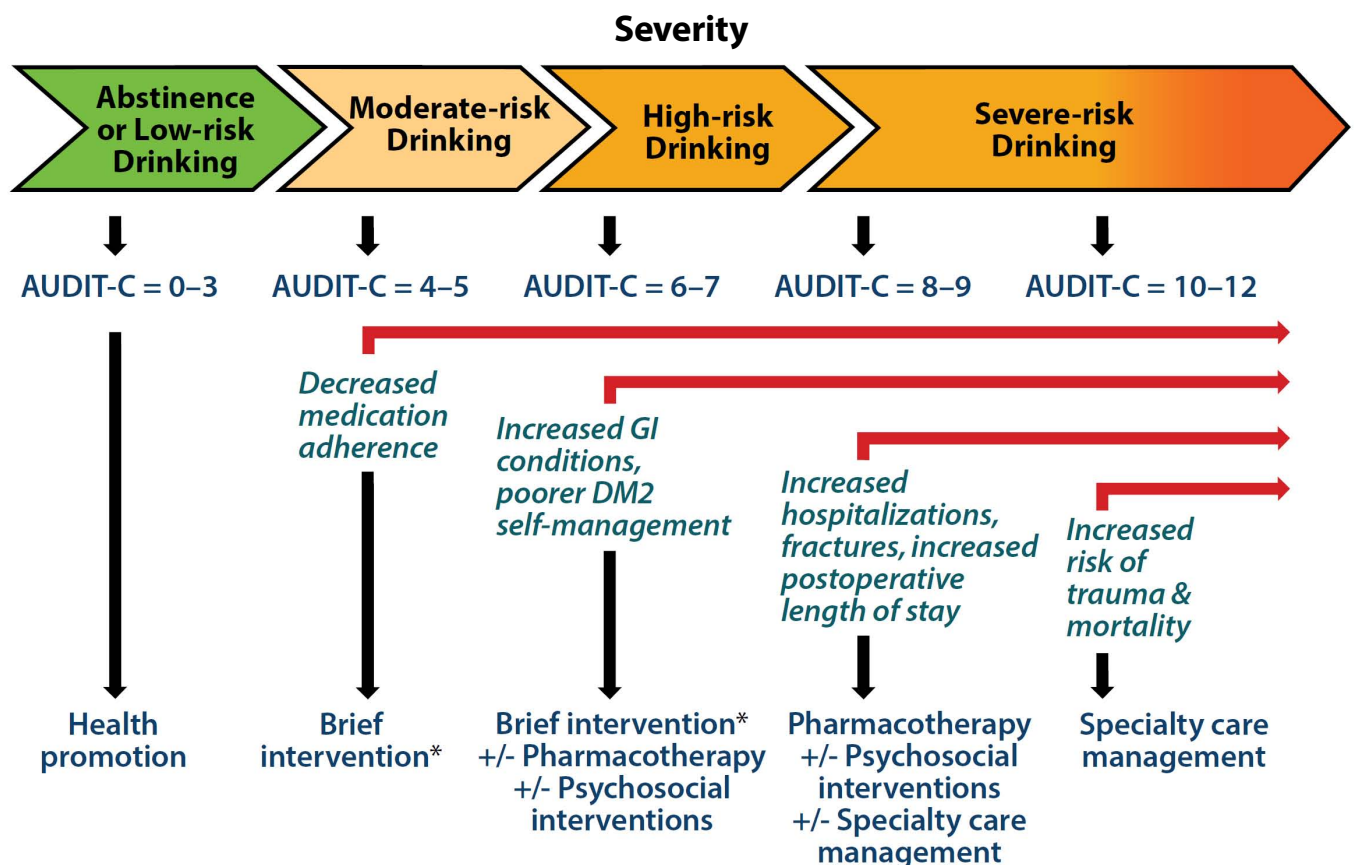 Severity
Abstinence
or Low-risk
Drinking
Moderate-risk
Drinking
High-risk
Drinking
Severe-risk
Drinking
AUDIT-C = 0–3
AUDIT-C = 4–5
AUDIT-C = 6–7
AUDIT-C = 8–9
AUDIT-C = 10–12
Decreased
medication
adherence
Increased GI
conditions,
poorer DM2
self-management
Increased
hospitalizations,
fractures, increased
postoperative
length of stay
Increased
risk of
trauma &
mortality
Health
promotion
Brief
intervention*
Brief intervention*
+/- Pharmacotherapy
+/- Psychosocial
interventions
Pharmacotherapy
+/- Psychosocial
interventions
+/- Specialty care
management
Specialty care
management